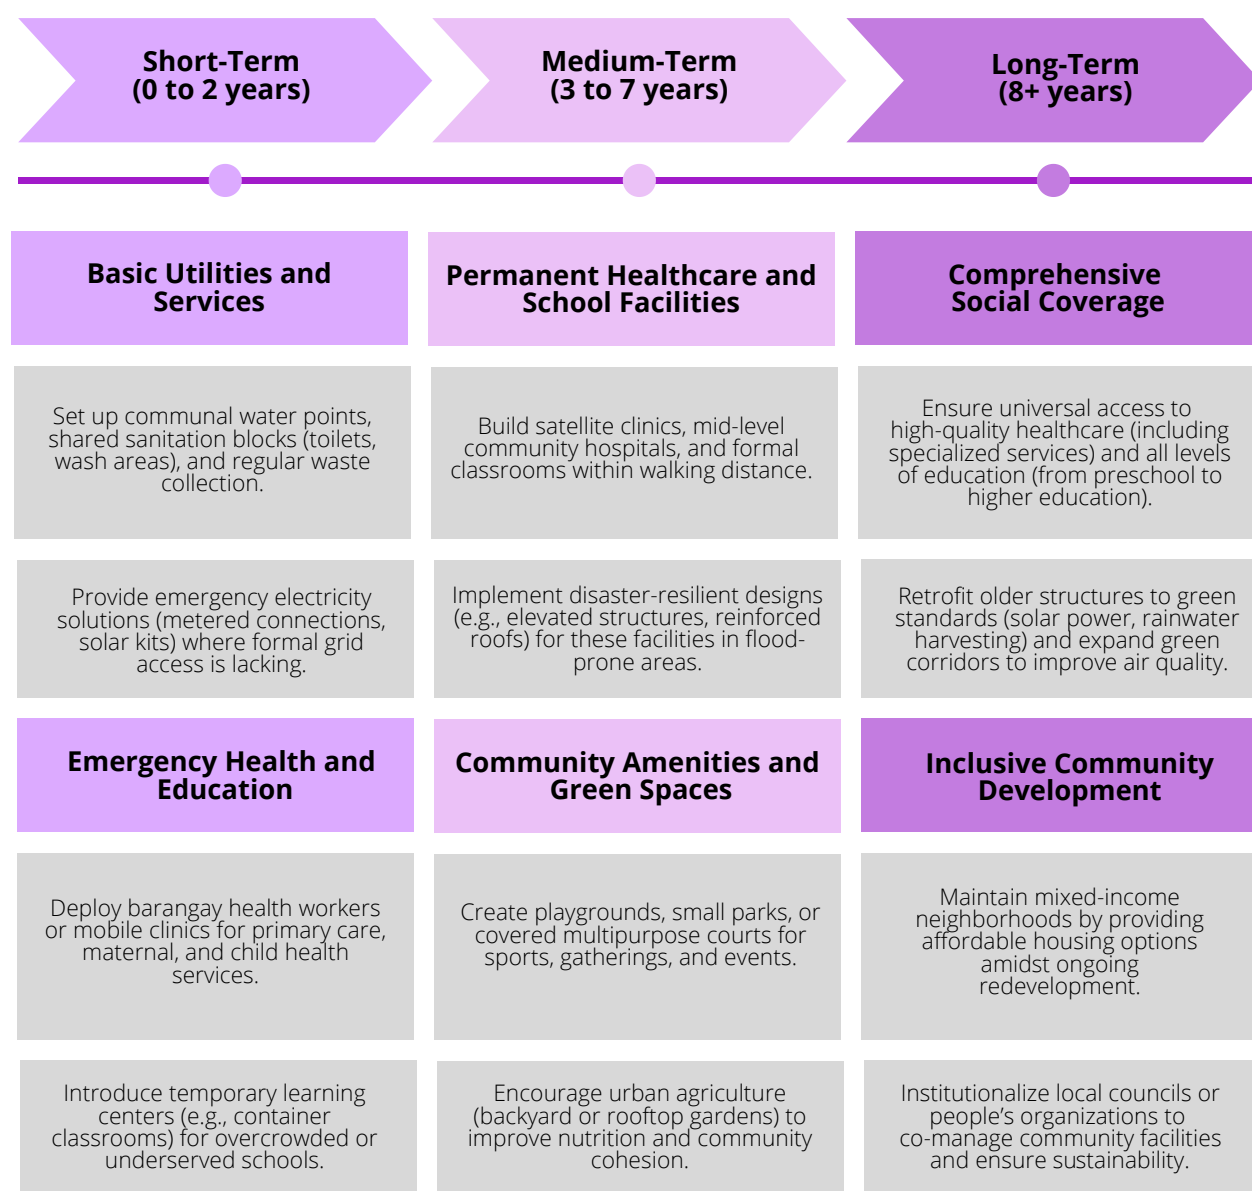 Short-Term
(0 to 2 years)
Medium-Term
(3 to 7 years)
Long-Term
(8+ years)
Basic Utilities and
Services
Permanent Healthcare and
School Facilities
Comprehensive
Social Coverage
Set up communal water points,
shared sanitation blocks (toilets,
wash areas), and regular waste
collection.
Build satellite clinics, mid-level
community hospitals, and formal
classrooms within walking distance.
Ensure universal access to
high-quality healthcare (including
specialized services) and all levels
of education (from preschool to
higher education).
Provide emergency electricity
solutions (metered connections,
solar kits) where formal grid
access is lacking.
Implement disaster-resilient designs
(e.g., elevated structures, reinforced
roofs) for these facilities in flood-
prone areas.
Retrofit older structures to green
standards (solar power, rainwater
harvesting) and expand green
corridors to improve air quality.
Emergency Health and
Education
Community Amenities and
Green Spaces
Inclusive Community
Development
Deploy barangay health workers
or mobile clinics for primary care,
maternal, and child health
services.
Create playgrounds, small parks, or
covered multipurpose courts for
sports, gatherings, and events.
Maintain mixed-income
neighborhoods by providing
affordable housing options
amidst ongoing
redevelopment.
Introduce temporary learning
centers (e.g., container
classrooms) for overcrowded or
underserved schools.
Encourage urban agriculture
(backyard or rooftop gardens) to
improve nutrition and community
cohesion.
Institutionalize local councils or
people’s organizations to
co-manage community facilities
and ensure sustainability.